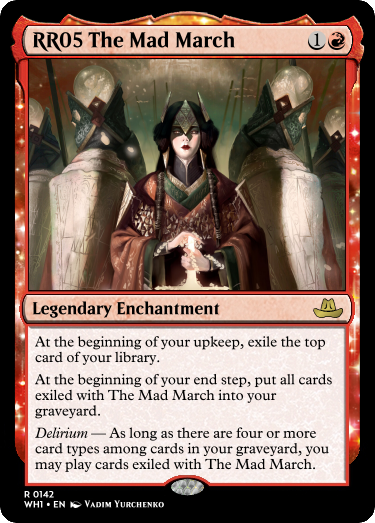 RR05 The Mad March
1
Legendary Enchantment
At the beginning of your upkeep, exile the top
card of your library.
At the beginning of your end step, put all cards
exiled with The Mad March into your
graveyard.
Delirium — As long as there are four or more
card types among cards in your graveyard, you
may play cards exiled with The Mad March.
R 0142
WH1 • EN Vadim Yurchenko